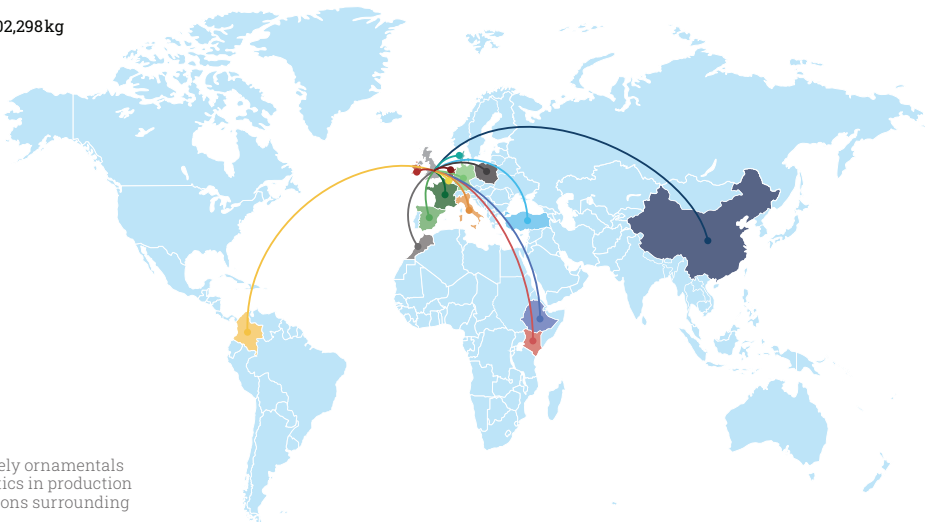 02,298kg
ely ornamentals
tics in production
ons surrounding